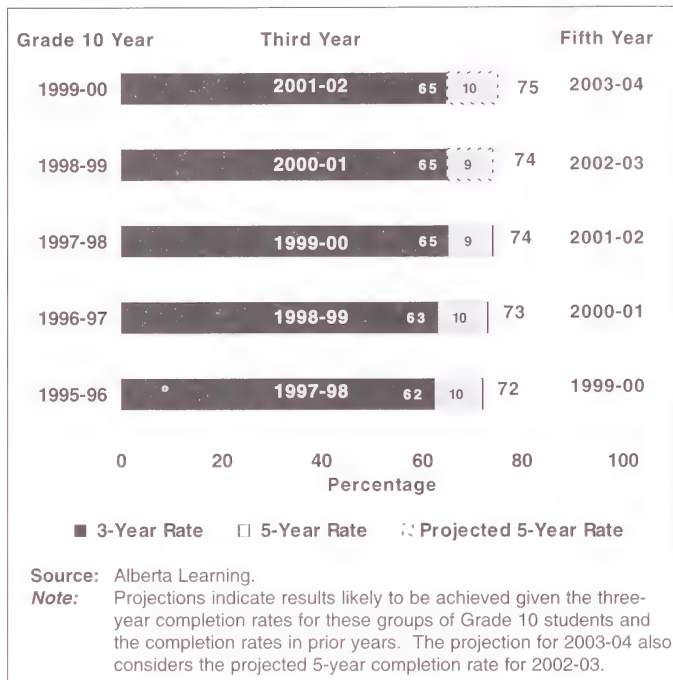 Grade 10 Year Third Year Fifth Year
1999-00 2001-02 65 10 75 2003-04
1998-99 2000-01 65 9 74 2002-03
1997-98 1999-00 65 9 74 2001-02
1996-97 1998-99 63 10 73 2000-01
1995-96 1997-98 62 10 72 1999-00
0 20 40 60 80 100
Percentage
3-Year Rate 5-Year Rate Projected 5-Year Rate
Source: Alberta Learning.
Note: Projections indicate results likely to be achieved given the three-
year completion rates for these groups of Grade 10 students and
the completion rates in prior years. The projection for 2003-04 also
considers the projected 5-year completion rate for 2002-03.